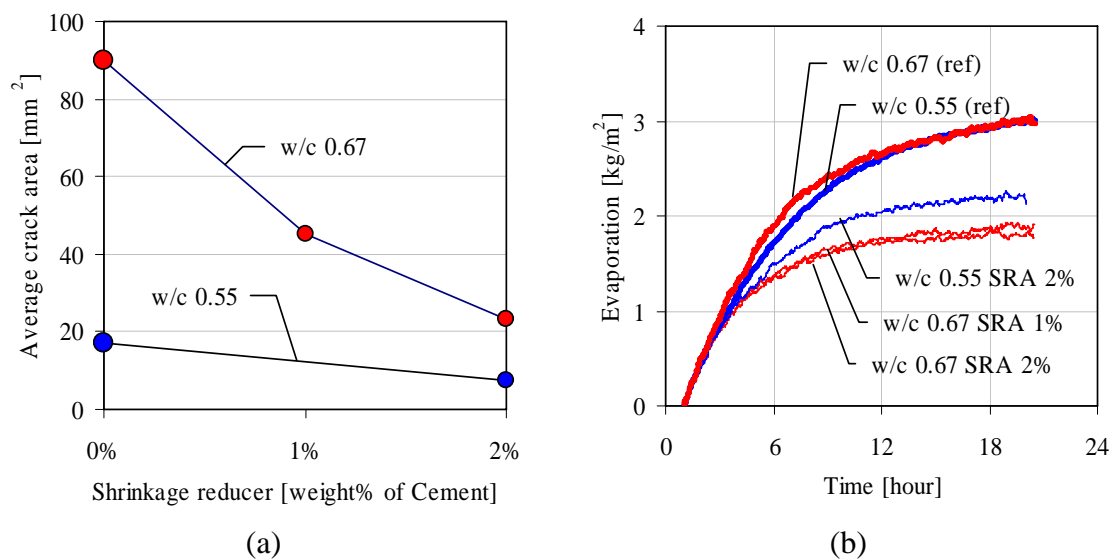 100
80
60
40
20
0
Average crack area [mm²]
w/c 0.67
w/c 0.55
0%
1%
2%
Shrinkage reducer [weight% of Cement]
(a)
4
3
2
1
0
Evaporation [kg/m²]
w/c 0.67 (ref)
w/c 0.55 (ref)
w/c 0.55 SRA 2%
w/c 0.67 SRA 1%
w/c 0.67 SRA 2%
0
6
12
18
24
Time [hour]
(b)